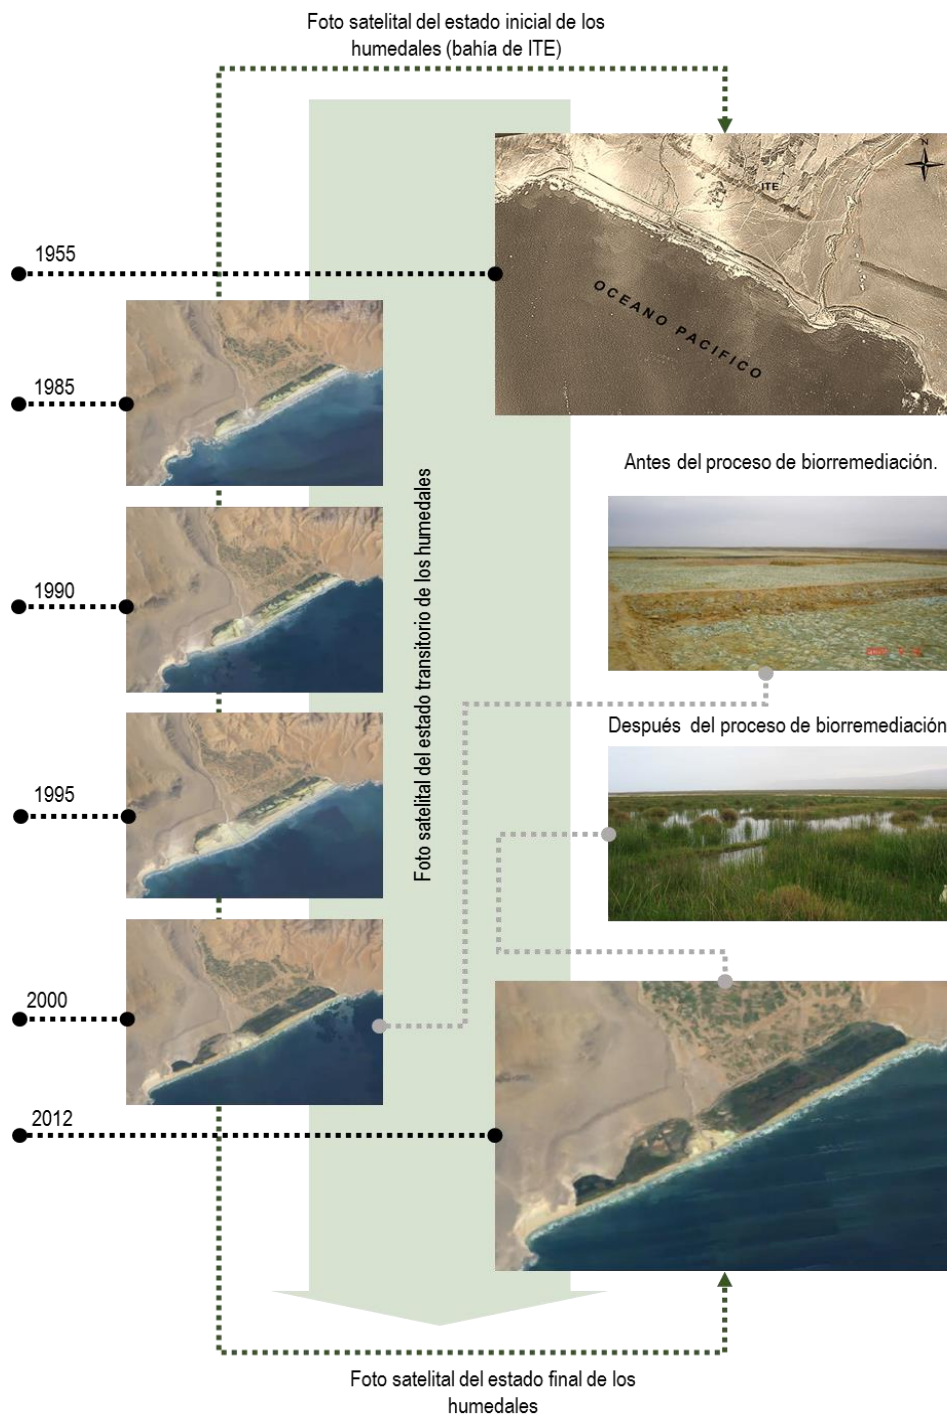 Foto satelital del estado inicial de los
humedales (bahía de ITE)
N
ITE
1955
OCEANO PACIFICO
1985
Antes del proceso de biorremediación.
Foto satelital del estado transitorio de los humedales
1990
Después del proceso de biorremediación
1995
2000
2012
Foto satelital del estado final de los
humedales